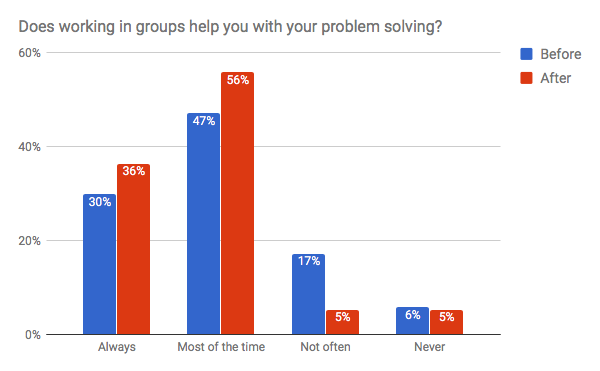 Does working in groups help you with your problem solving?
Before
After
60%
40%
20%
0%
30%
36%
47%
56%
17%
5%
6%
5%
Always
Most of the time
Not often
Never